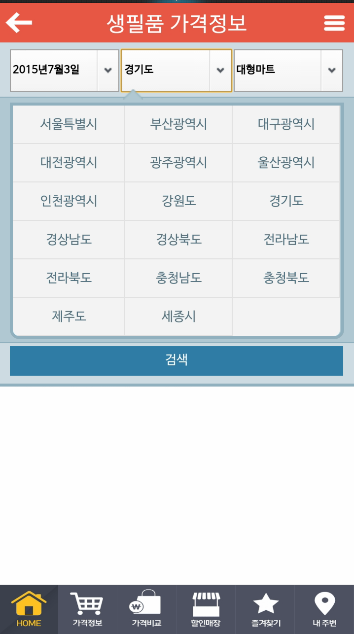 생필품 가격정보
2015년7월3일 경기도 대형마트
서울특별시 부산광역시 대구광역시
대전광역시 광주광역시 울산광역시
인천광역시 강원도 경기도
경상남도 경상북도 전라남도
전라북도 충청남도 충청북도
제주도 세종시
검색
HOME 가격정보 가격비교 할인매장 즐겨찾기 내 주변